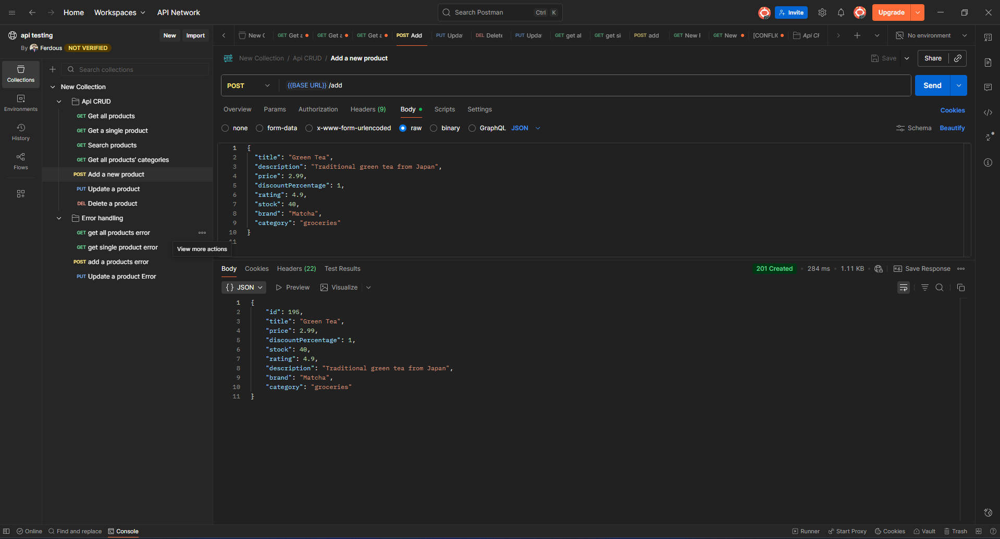 Home Workspaces API Network Search Postman Ctrl K Invite Upgrade
api testing New Import
By Ferdous NOT VERIFIED
New C GET Get a GET Get a GET Get a POST Add PUT Upda DEL Delete PUT Upda GET get al GET get si POST add GET New F GET New [CONFLIC Api CF No environment
Collections
Environments
History
Flows
Search collections
New Collection
Api CRUD
GET Get all products
GET Get a single product
GET Search products
GET Get all products' categories
POST Add a new product
PUT Update a product
DEL Delete a product
Error handling
GET get all products error
GET get single product error
POST add a products error
PUT Update a product Error
View more actions
HTTP New Collection / Api CRUD / Add a new product Save Share
POST {{BASE URL}} /add Send
Overview Params Authorization Headers (9) Body Scripts Settings Cookies
none form-data x-www-form-urlencoded raw binary GraphQL JSON Schema Beautify
1 {
2 "title": "Green Tea",
3 "description": "Traditional green tea from Japan",
4 "price": 2.99,
5 "discountPercentage": 1,
6 "rating": 4.9,
7 "stock": 40,
8 "brand": "Matcha",
9 "category": "groceries"
10 }
11
Body Cookies Headers (22) Test Results 201 Created 284 ms 1.11 KB e.g. Save Response
{} JSON Preview Visualize
1 {
2 "id": 195,
3 "title": "Green Tea",
4 "price": 2.99,
5 "discountPercentage": 1,
6 "stock": 40,
7 "rating": 4.9,
8 "description": "Traditional green tea from Japan",
9 "brand": "Matcha",
10 "category": "groceries"
11 }
Online Find and replace Console Runner Start Proxy Cookies Vault Trash